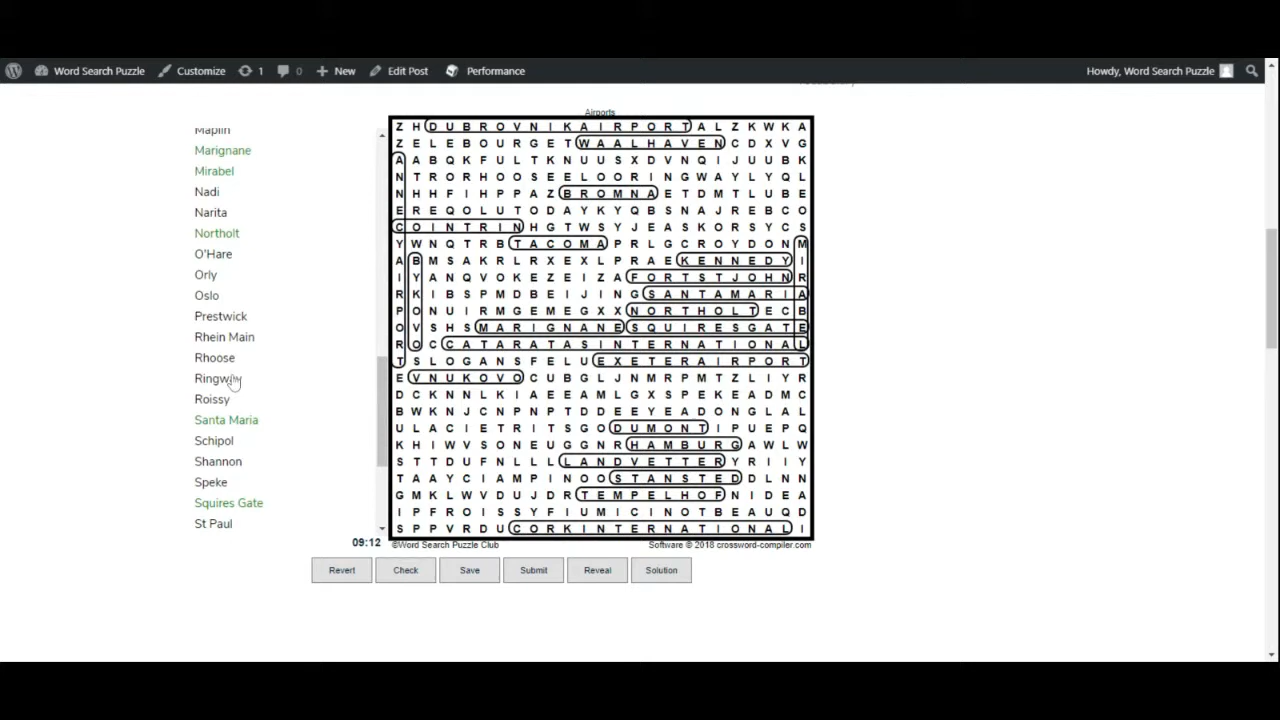 Word Search Puzzle Customize 1 0 New Edit Post Performance Howdy, Word Search Puzzle
Airports
Maplin
Marignane
Mirabel
Nadi
Narita
Northolt
O'Hare
Orly
Oslo
Prestwick
Rhein Main
Rhoose
Ringway
Roissy
Santa Maria
Schipol
Shannon
Speke
Squires Gate
St Paul
Z H D U B R O V N I K A I R P O R T A L Z K W K A
Z E L E B O U R G E T W A A L H A V E N C D X V G
A A B Q K F U L T K N U U S X D V N Q I J U U B K
N T R O R H O O S E E L O O R I N G W A Y L Y Q L
N H H F I H P P A Z B R O M N A E T D M T L U B E
E R E Q O L U T O D A Y K Y Q B S N A J R E B C O
C O I N T R I N H G T W S Y J E A S K O R S Y C S
Y W N Q T R B T A C O M A P R L G C R O Y D O N M
A B M S A K R L R X E X L P R A E K E N N E D Y I
I Y A N Q V O K E Z E I Z A F O R T S T J O H N R
R K I B S P M D B E I J I N G S A N T A M A R I A
P O N U I R M G E M E G X X N O R T H O L T E C B
O V S H S M A R I G N A N E S Q U I R E S G A T E
R O C C A T A R A T A S I N T E R N A T I O N A L
T S L O G A N S F E L U E X E T E R A I R P O R T
E V N U K O V O C U B G L J N M R P M T Z L I Y R
D C K N N L K I A E E A M L G X S P E K E A D M C
B W K N J C N P N P T D D E E Y E A D O N G L A L
U L A C I E T R I T S G O D U M O N T I P U E P Q
K H I W V S O N E U G G N R H A M B U R G A W L W
S T T D U F N L L L L A N D V E T T E R Y R I I Y
T A A Y C I A M P I N O O S T A N S T E D D L N N
G M K L W V D U J D R T E M P E L H O F N I D E A
I P F R O I S S Y F I U M I C I N O T B E A U Q D
S P P V R D U C O R K I N T E R N A T I O N A L I
09:12 ©Word Search Puzzle Club Software © 2018 crossword-compiler.com
Revert Check Save Submit Reveal Solution